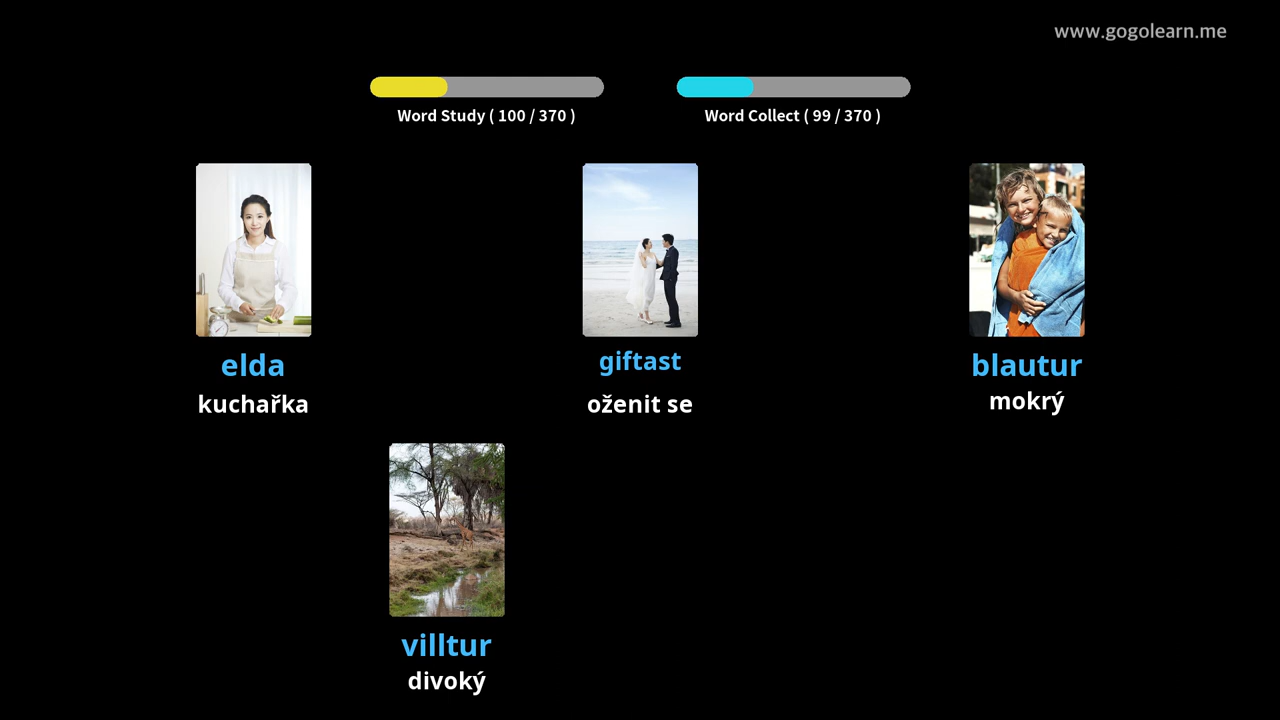 www.gogolearn.me
Word Study ( 100 / 370 )
Word Collect ( 99 / 370 )
elda
kuchařka
giftast
oženit se
blautur
mokrý
villtur
divoký